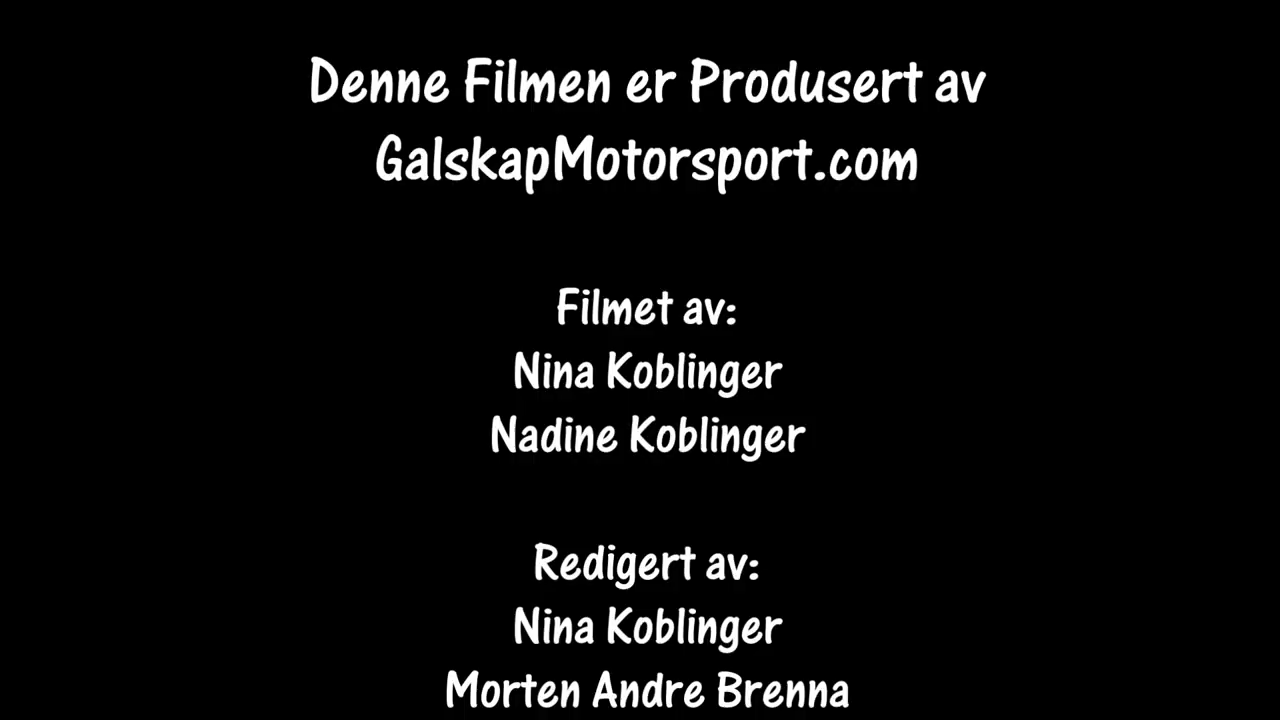 Denne Filmen er Produsert av
GalskapMotorsport.com
Filmet av:
Nina Koblinger
Nadine Koblinger
Redigert av:
Nina Koblinger
Morten Andre Brenna